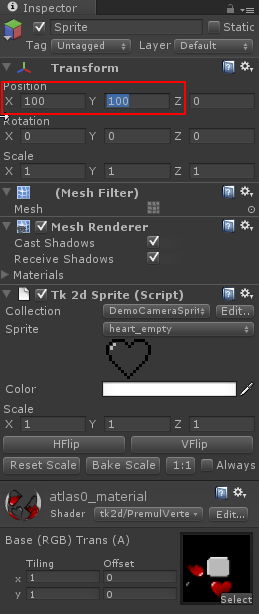 Inspector
Sprite Static
Tag Untagged Layer Default
Transform
Position
X 100 Y 100 Z 0
Rotation
X 0 Y 0 Z 0
Scale
X 1 Y 1 Z 1
(Mesh Filter)
Mesh
Mesh Renderer
Cast Shadows
Receive Shadows
Materials
Tk 2d Sprite (Script)
Collection DemoCameraSprit Edit..
Sprite heart_empty
Color
Scale
X 1 Y 1 Z 1
HFlip VFlip
Reset Scale Bake Scale 1:1 Always
atlas0_material
Shader tk2d/PremulVerte Edit...
Base (RGB) Trans (A)
Tiling Offset
x 1 0
y 1 0
Select